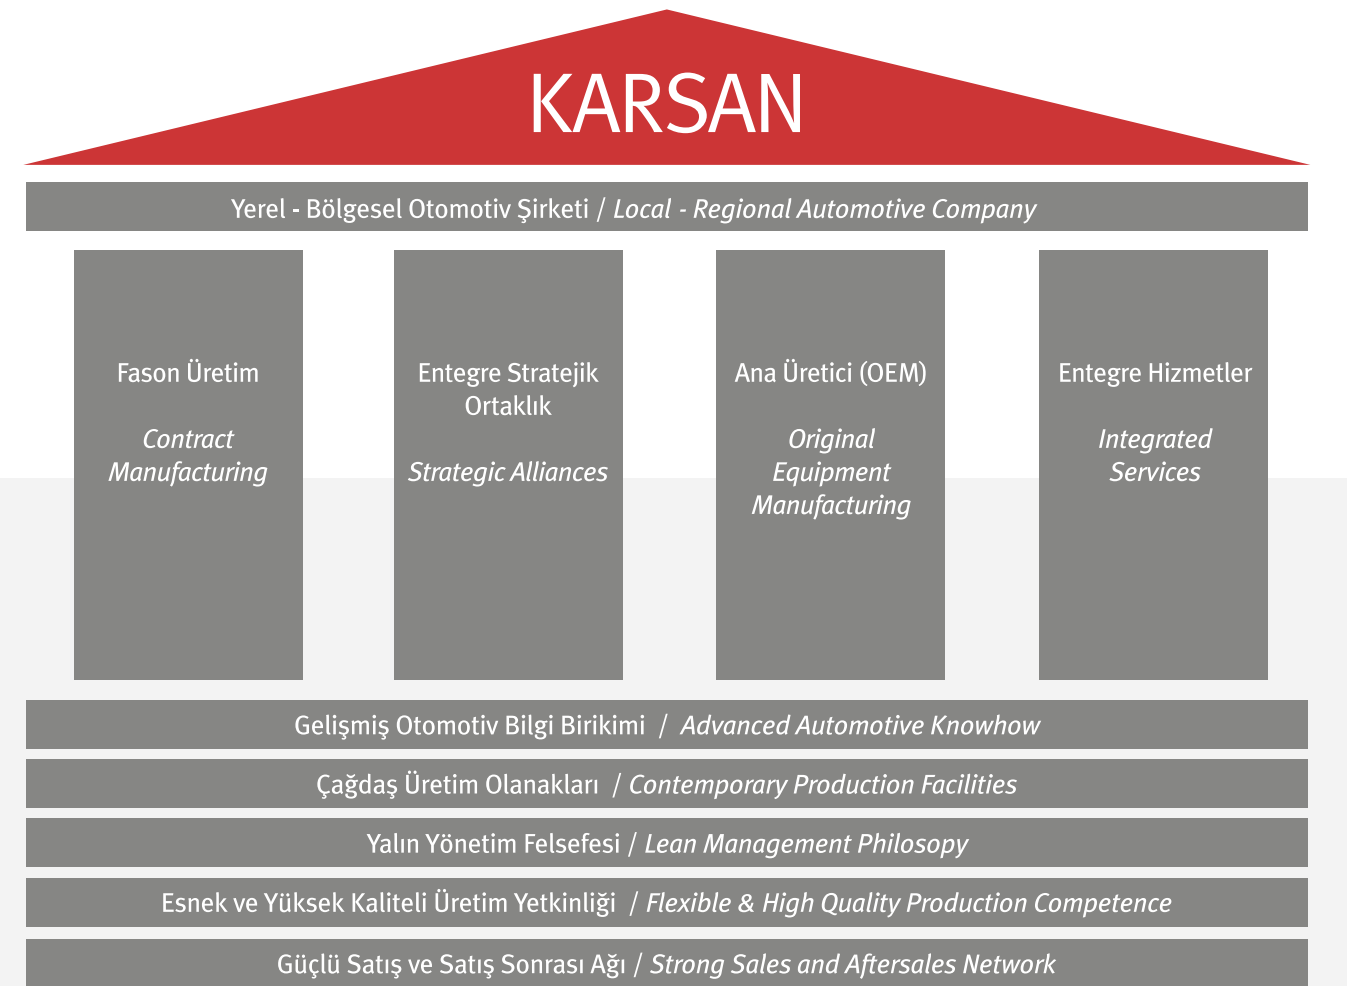 KARSAN
Yerel - Bölgesel Otomotiv Şirketi / Local - Regional Automotive Company
Fason Üretim
Contract
Manufacturing
Entegre Stratejik
Ortaklık
Strategic Alliances
Ana Üretici (OEM)
Original
Equipment
Manufacturing
Entegre Hizmetler
Integrated
Services
Gelişmiş Otomotiv Bilgi Birikimi / Advanced Automotive Knowhow
Çağdaş Üretim Olanakları / Contemporary Production Facilities
Yalın Yönetim Felsefesi / Lean Management Philosopy
Esnek ve Yüksek Kaliteli Üretim Yetkinliği / Flexible & High Quality Production Competence
Güçlü Satış ve Satış Sonrası Ağı / Strong Sales and Aftersales Network